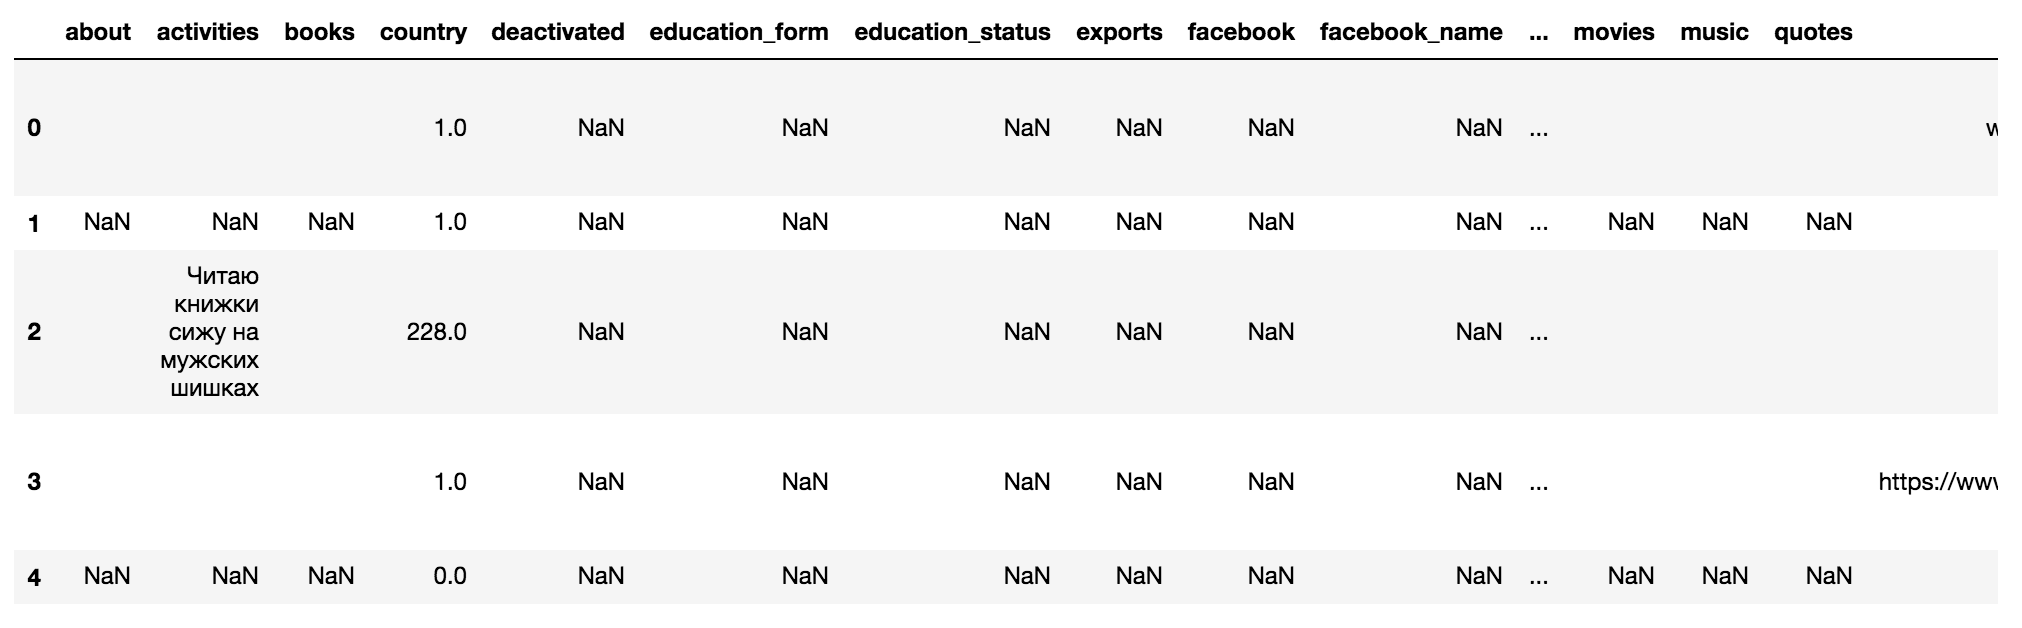 about activities books country deactivated education_form education_status exports facebook facebook_name ... movies music quotes
0 1.0 NaN NaN NaN NaN NaN NaN ...
1 NaN NaN NaN 1.0 NaN NaN NaN NaN NaN NaN ... NaN NaN NaN
Читаю
книжки
сижу на
2 228.0 NaN NaN NaN NaN NaN NaN ...
мужских
шишках
3 1.0 NaN NaN NaN NaN NaN NaN ... https://www
4 NaN NaN NaN 0.0 NaN NaN NaN NaN NaN NaN ... NaN NaN NaN